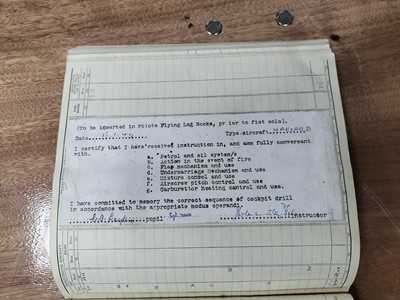 (To be inserted in Pilots Flying Log Books, prior to fist solo).
Date Type Aircraft HARVARD
I certify that I have received instruction in, and am fully conversant
with.
a. Petrol and oil system/s
b. Action in the event of fire
c. Flap mechanism and use
d. Undercarriage Mechanism and use
e. Mixture control and use
f. Airscrew pitch control and use
g. Carburettor heating control and use.
I have committed to memory the correct sequence of cockpit drill
in accordance with the appropriate modus operandi.
pupil instructor